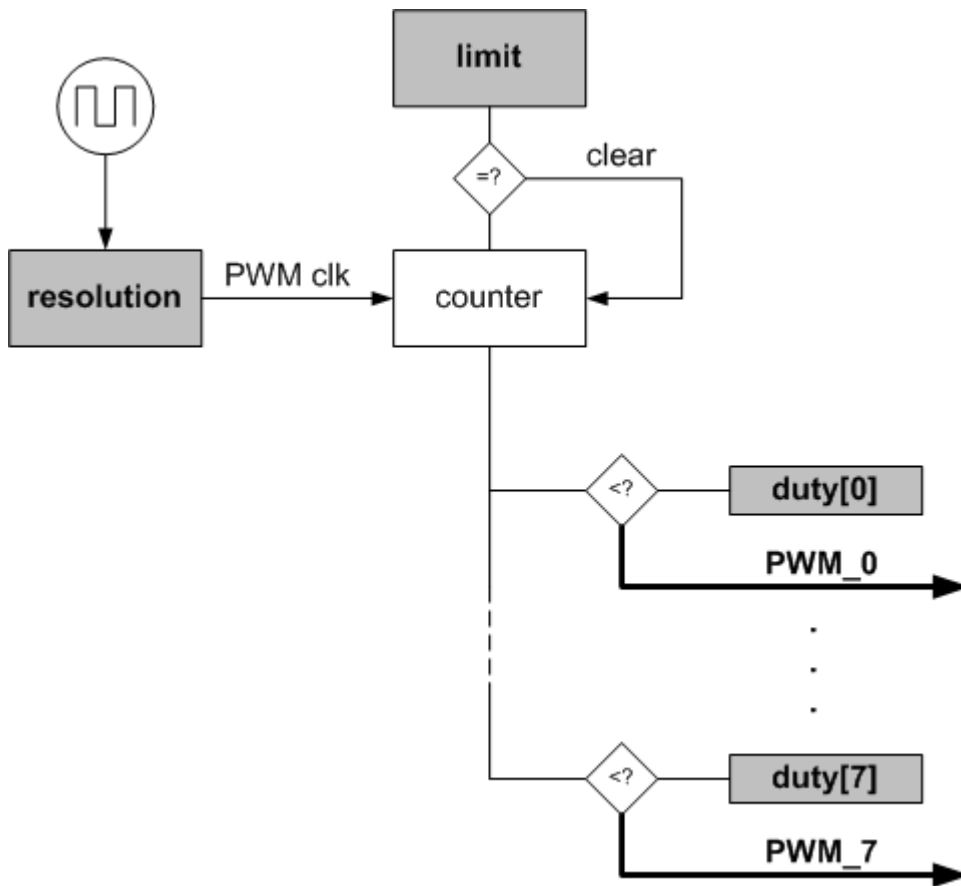 limit
=?
clear
resolution
PWM clk
counter
<?
duty[0]
PWM_0
<?
duty[7]
PWM_7